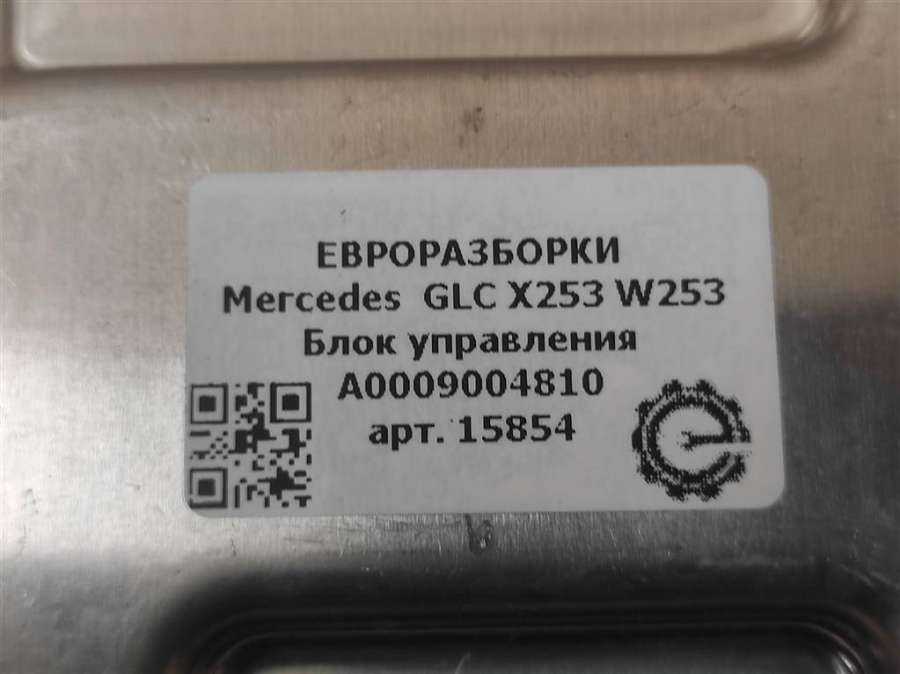 ЕВРОРАЗБОРКИ
Mercedes GLC X253 W253
Блок управления
A0009004810
арт. 15854